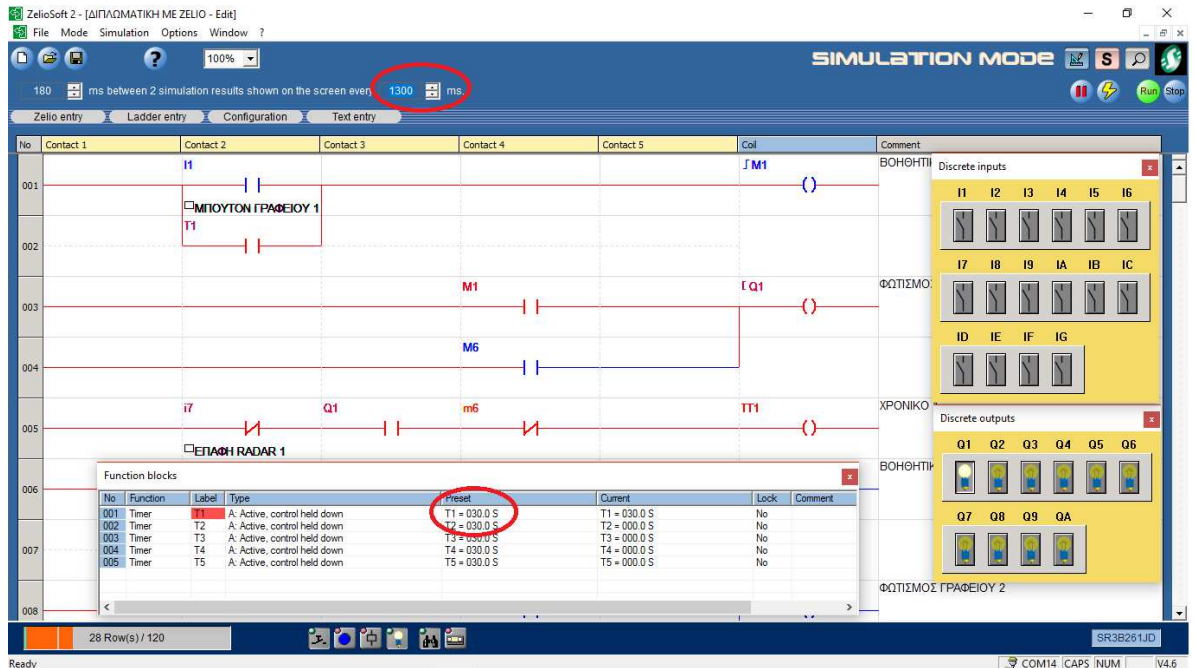 ZelioSoft 2 - [ΔΙΠΛΩΜΑΤΙΚΗ ΜΕ ZELIO - Edit]
File Mode Simulation Options Window ?
100%
SIMULATION MODE
S
180 ms between 2 simulation results shown on the screen every 1300 ms.
Run Stop
Zelio entry Ladder entry Configuration Text entry
No Contact 1 Contact 2 Contact 3 Contact 4 Contact 5 Coil Comment
I1 M1
001
ΜΠΟΥΤΟΝ ΓΡΑΦΕΙΟΥ 1
T1
002
M1 [ Q1
003
M6
004
i7 Q1 m6 TT1 ΧΡΟΝΙΚΟ
005
ΕΠΑΦΗ RADAR 1
006
007
ΦΩΤΙΣΜΟΣ ΓΡΑΦΕΙΟΥ 2
008
Discrete inputs x
I1 I2 I3 I4 I5 I6
I7 I8 I9 IA IB IC
ID IE IF IG
Discrete outputs x
Q1 Q2 Q3 Q4 Q5 Q6
Q7 Q8 Q9 QA
Function blocks x
No Function Label Type Preset Current Lock Comment
001 Timer T1 A: Active, control held down T1 = 030.0 S T1 = 030.0 S No
002 Timer T2 A: Active, control held down T2 = 030.0 S T2 = 000.0 S No
003 Timer T3 A: Active, control held down T3 = 030.0 S T3 = 000.0 S No
004 Timer T4 A: Active, control held down T4 = 030.0 S T4 = 000.0 S No
005 Timer T5 A: Active, control held down T5 = 030.0 S T5 = 000.0 S No
28 Row(s) / 120
SR3B261JD
Ready COM14 CAPS NUM V4.6